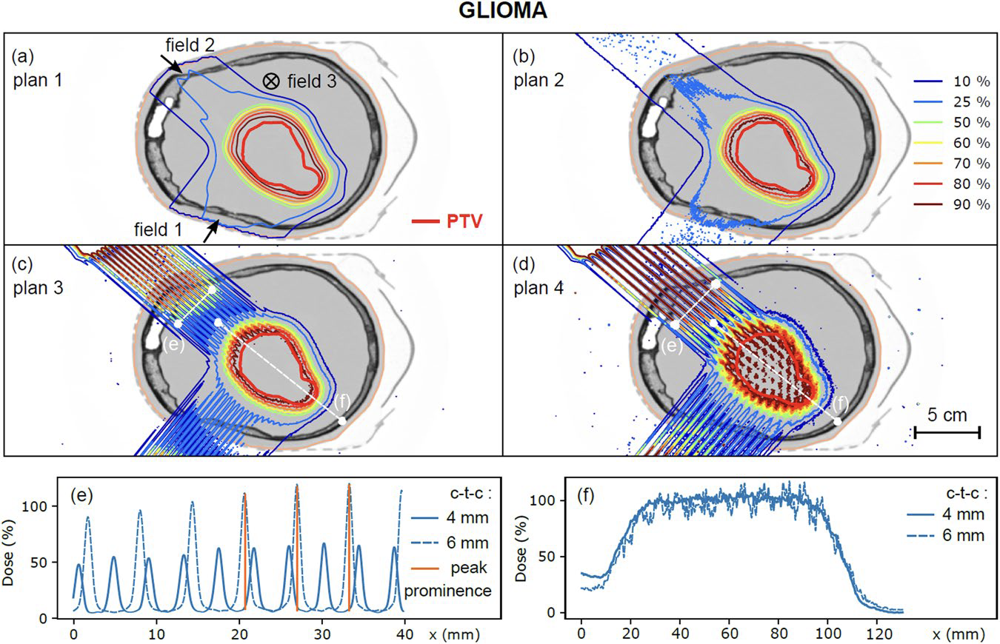 GLIOMA
(a)
plan 1
field 2
field 3
field 1
PTV
(b)
plan 2
10 %
25 %
50 %
60 %
70 %
80 %
90 %
(c)
plan 3
(e)
(f)
(d)
plan 4
(e)
(f)
5 cm
(e)
c-t-c :
4 mm
6 mm
peak
prominence
Dose (%)
100
50
0
0 10 20 30 40 x (mm)
(f)
c-t-c :
4 mm
6 mm
Dose (%)
100
50
0
0 20 40 60 80 100 120 x (mm)